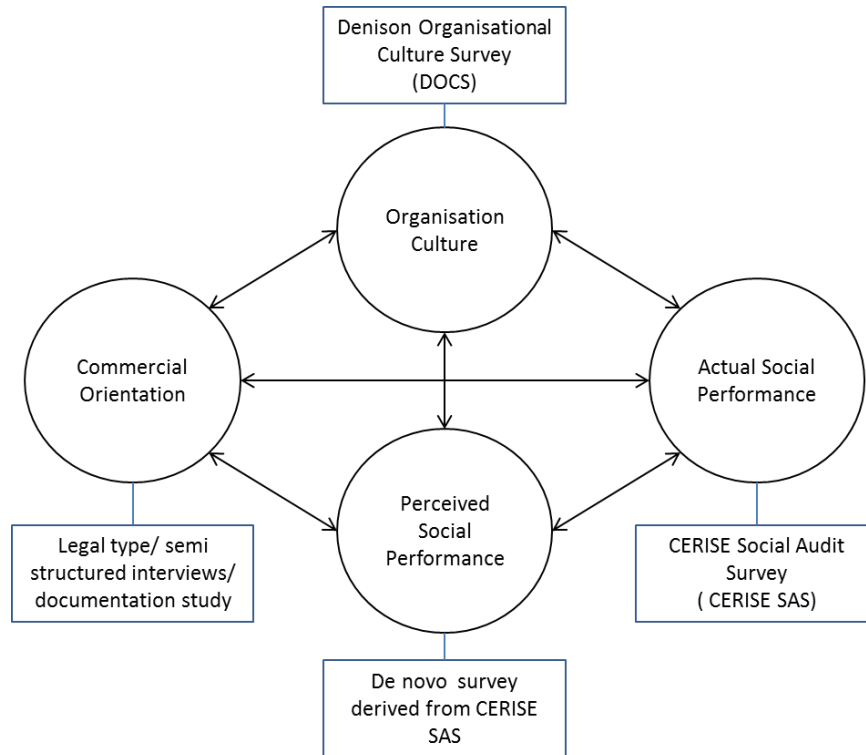 Denison Organisational
Culture Survey
(DOCS)
Organisation
Culture
Commercial
Orientation
Actual Social
Performance
Perceived
Social
Performance
Legal type/ semi
structured interviews/
documentation study
CERISE Social Audit
Survey
( CERISE SAS)
De novo survey
derived from CERISE
SAS